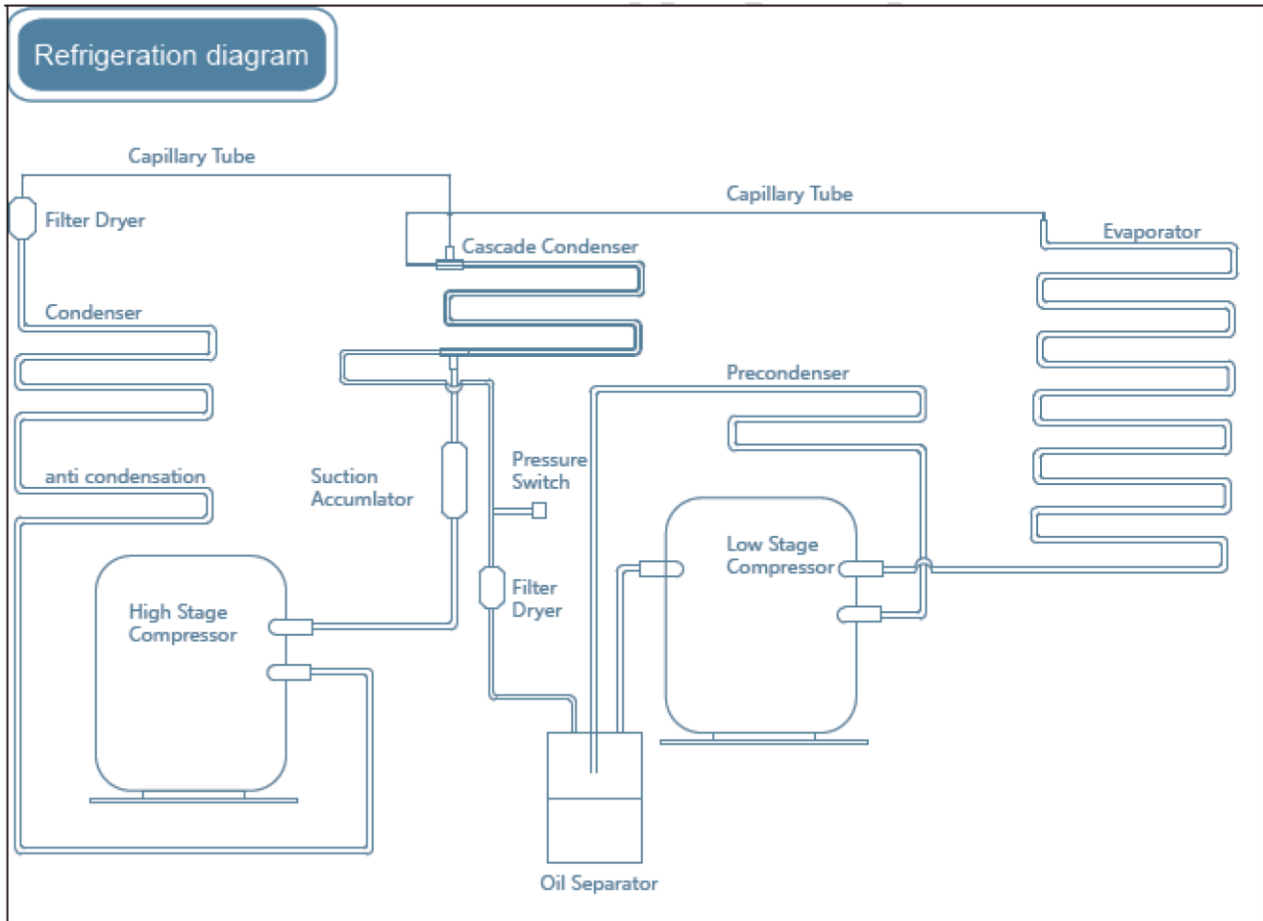 Refrigeration diagram
Capillary Tube
Filter Dryer
Capillary Tube
Evaporator
Cascade Condenser
Condenser
Precondenser
anti condensation
Suction
Accumlator
Pressure
Switch
Low Stage
Compressor
Filter
Dryer
High Stage
Compressor
Oil Separator